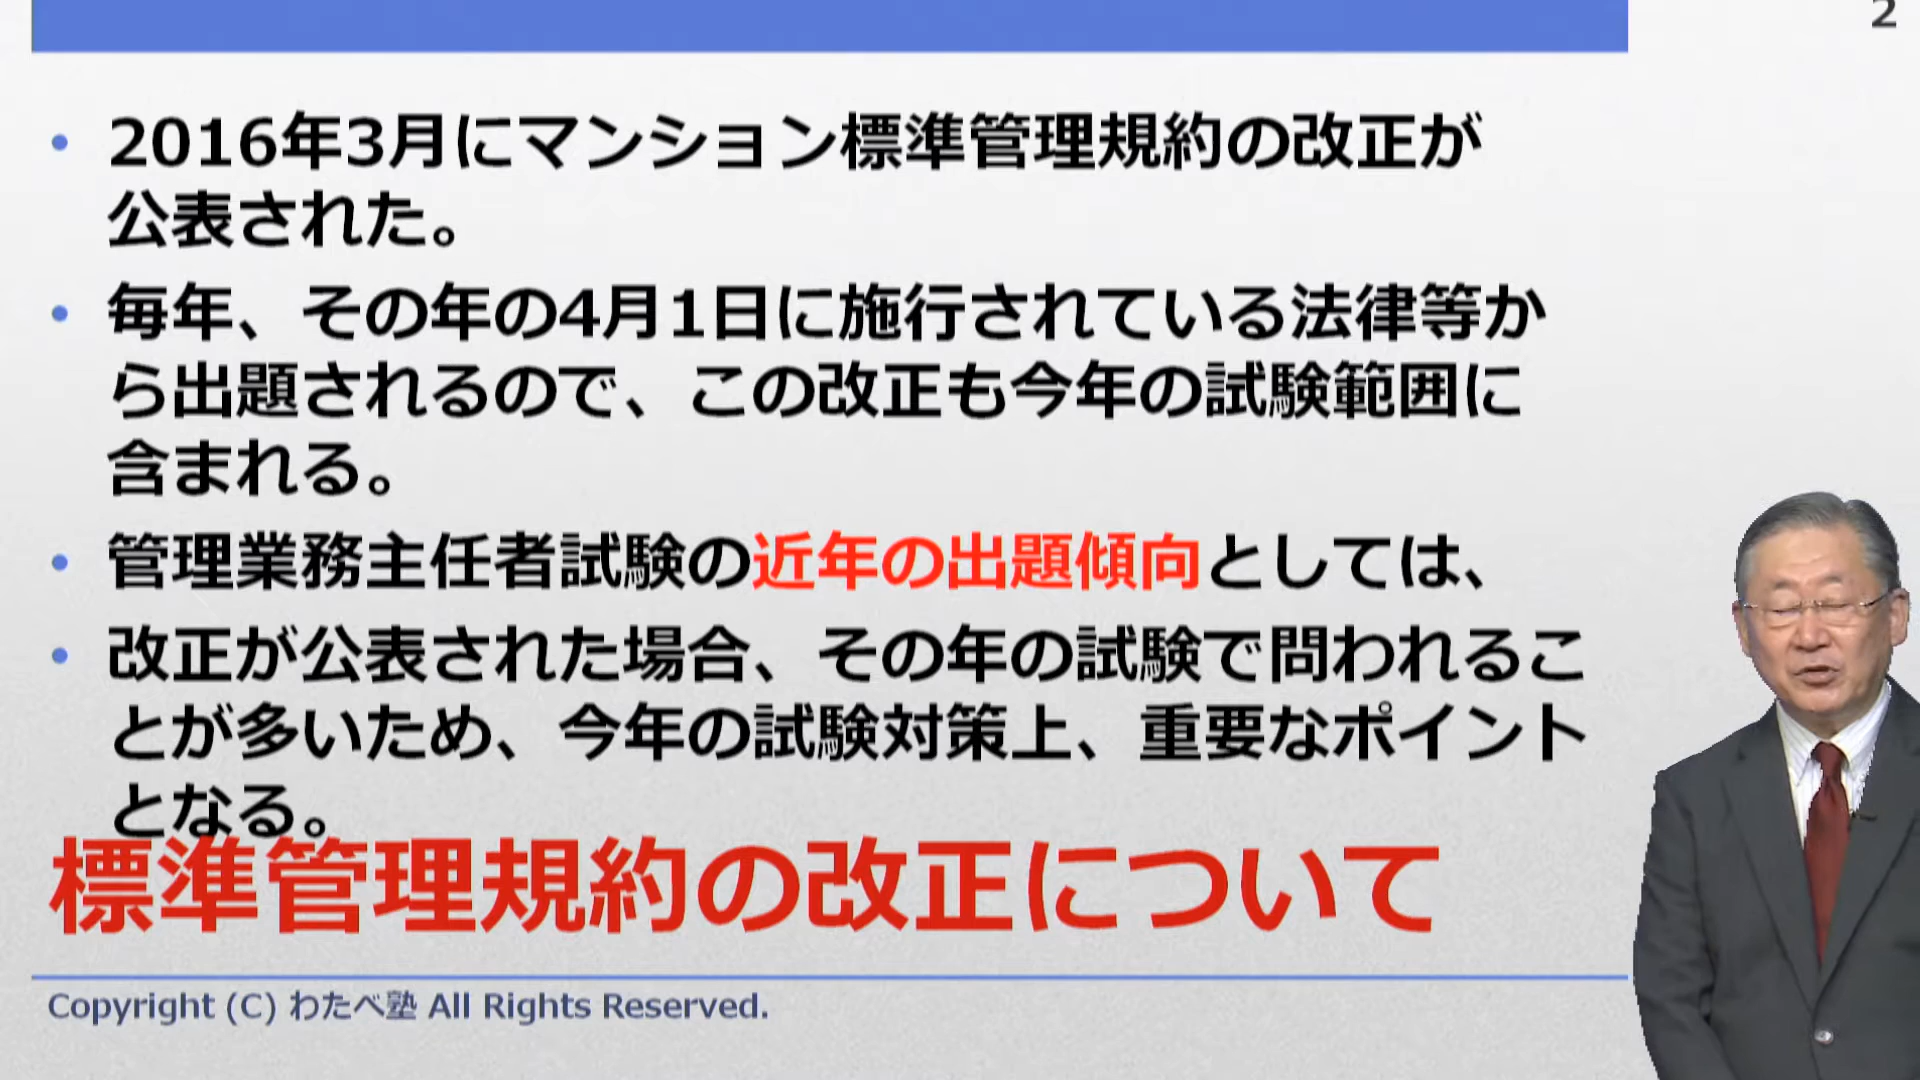 2
2016年3月にマンション標準管理規約の改正が
公表された。
毎年、その年の4月1日に施行されている法律等か
ら出題されるので、この改正も今年の試験範囲に
含まれる。
管理業務主任者試験の近年の出題傾向としては、
改正が公表された場合、その年の試験で問われるこ
とが多いため、今年の試験対策上、重要なポイント
となる。
標準管理規約の改正について
Copyright (C) わたべ塾 All Rights Reserved.